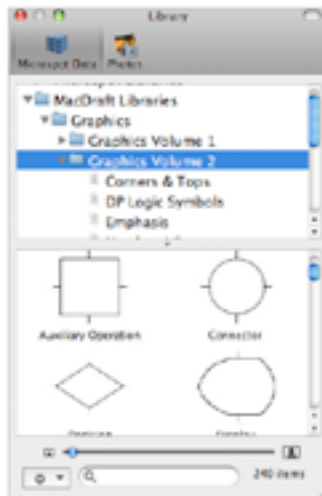 Library
Microspot Data Photos
MacDraft Libraries
Graphics
Graphics Volume 1
Graphics Volume 2
Corners & Tops
DP Logic Symbols
Emphasis
Auxiliary Operation Connector
240 items